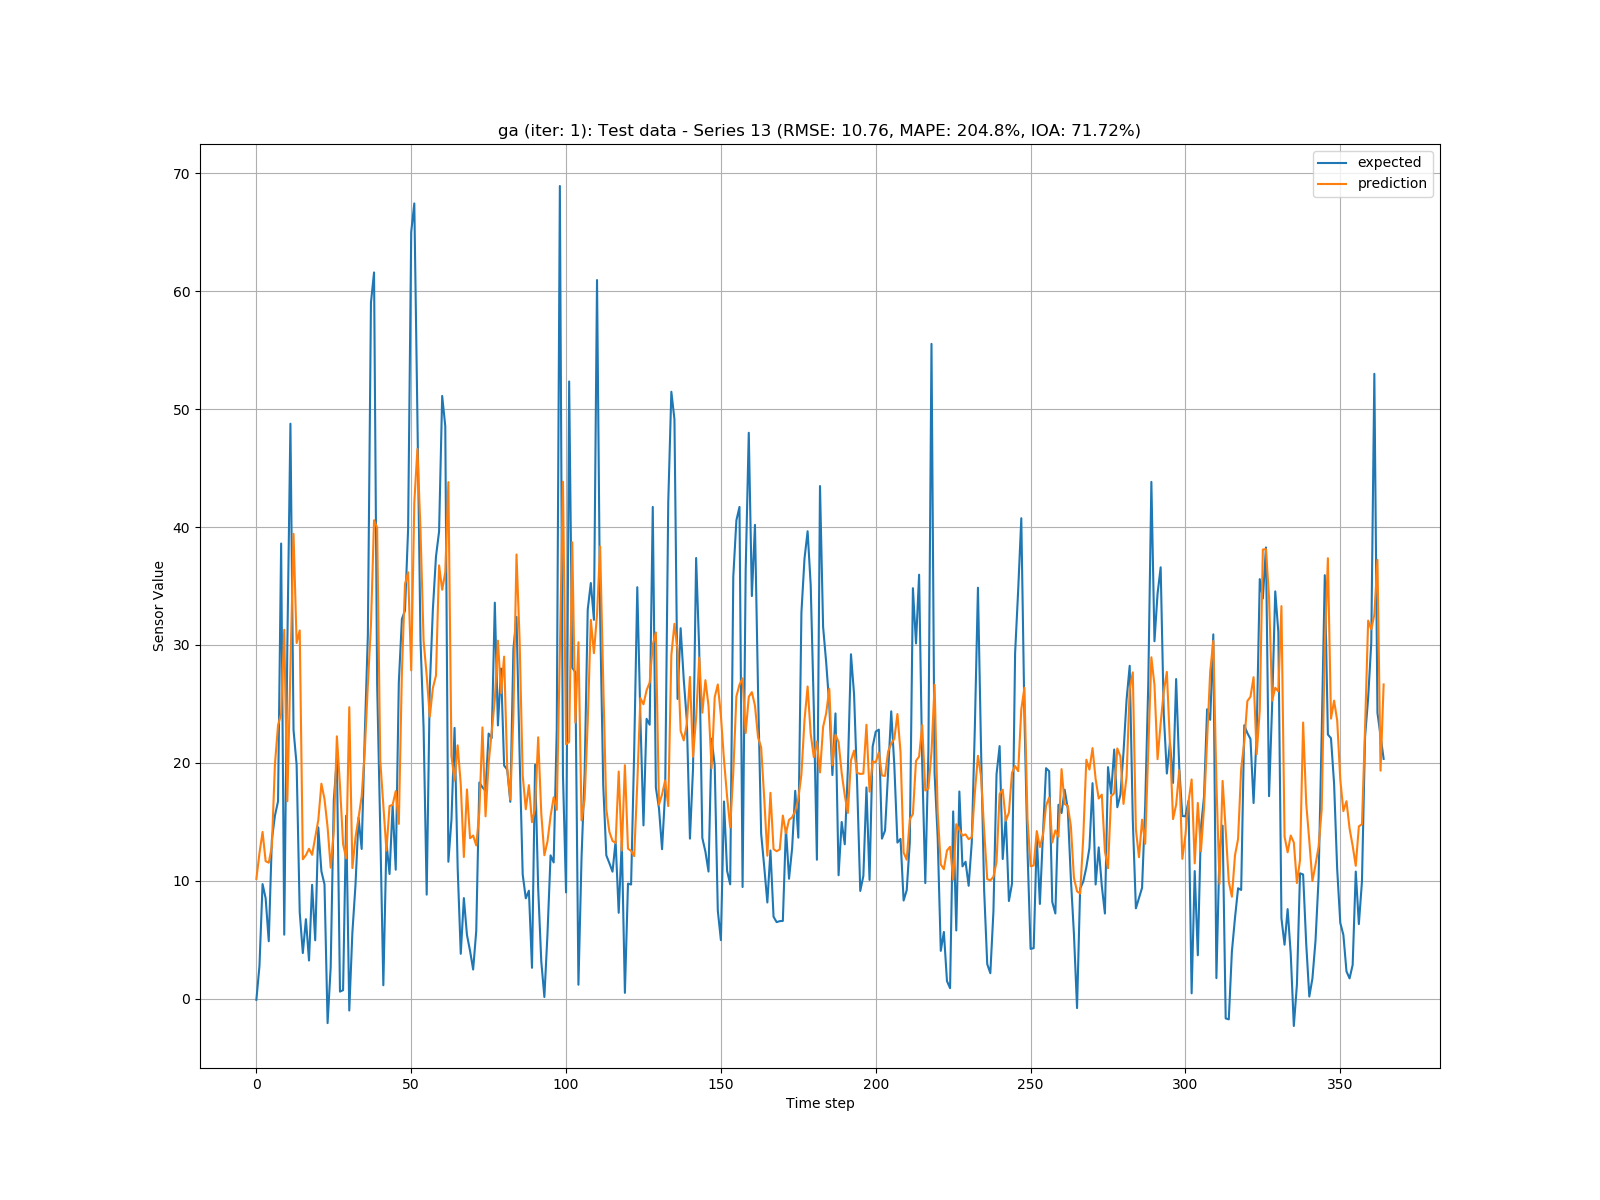 ga (iter: 1): Test data - Series 13 (RMSE: 10.76, MAPE: 204.8%, IOA: 71.72%)
expected
prediction
70
60
50
40
30
20
10
0
Sensor Value
0 50 100 150 200 250 300 350
Time step